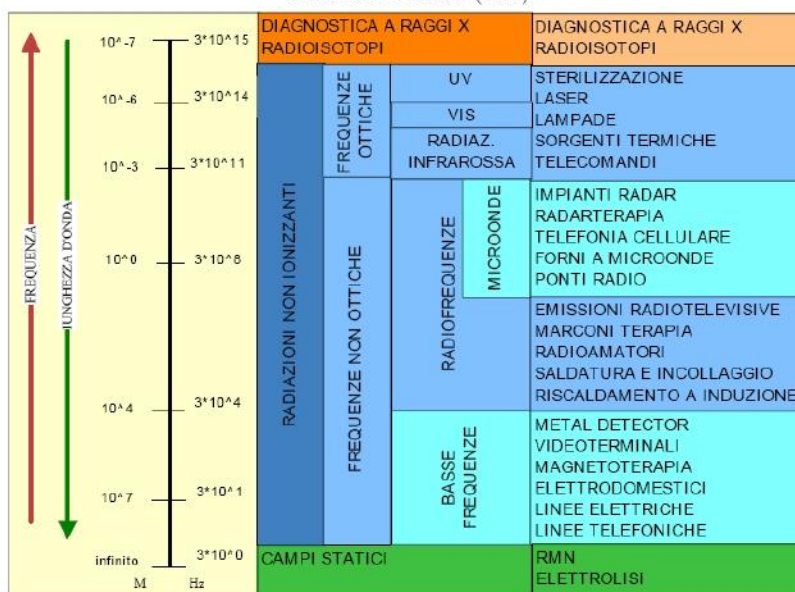 DIAGNOSTICA A RAGGI X
RADIOISOTOPI
DIAGNOSTICA A RAGGI X
RADIOISOTOPI
FREQUENZA
lUNGHEZZA D'ONDA
10^-7 3*10^15
10^-6 3*10^14
10^-3 3*10^11
10^0 3*10^8
10^4 3*10^4
10^7 3*10^1
infinito 3*10^0
M Hz
RADIAZIONI NON IONIZZANTI
FREQUENZE
OTTICHE
UV
VIS
RADIAZ.
INFRAROSSA
STERILIZZAZIONE
LASER
LAMPADE
SORGENTI TERMICHE
TELECOMANDI
FREQUENZE NON OTTICHE
RADIOFREQUENZE
MICROONDE
IMPIANTI RADAR
RADARTERAPIA
TELEFONIA CELLULARE
FORNI A MICROONDE
PONTI RADIO
EMISSIONI RADIOTELEVISIVE
MARCONI TERAPIA
RADIOAMATORI
SALDATURA E INCOLLAGGIO
RISCALDAMENTO A INDUZIONE
BASSE
FREQUENZE
METAL DETECTOR
VIDEOTERMINALI
MAGNETOTERAPIA
ELETTRODOMESTICI
LINEE ELETTRICHE
LINEE TELEFONICHE
CAMPI STATICI
RMN
ELETTROLISI